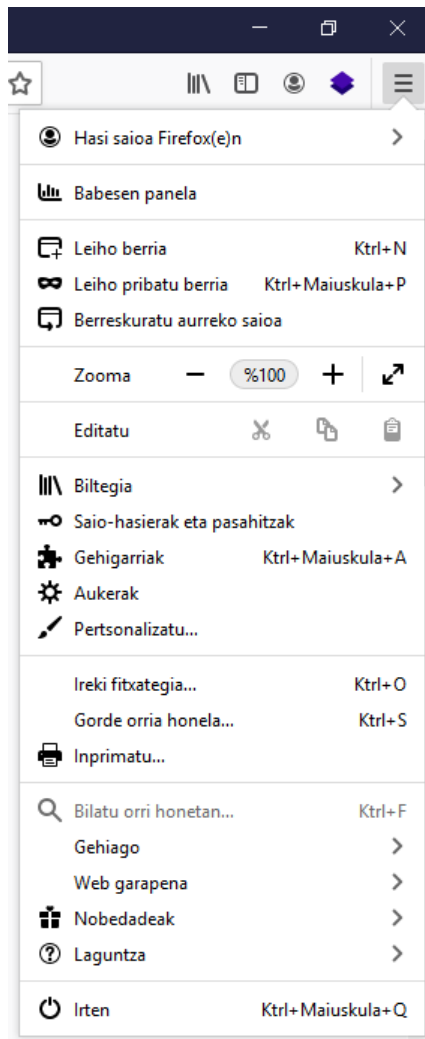 Hasi saioa Firefox(e)n
Babesen panela
Leiho berria Ktrl+N
Leiho pribatu berria Ktrl+Maiuskula+P
Berreskuratu aurreko saioa
Zooma %100
Editatu
Biltegia
Saio-hasierak eta pasahitzak
Gehigarriak Ktrl+Maiuskula+A
Aukerak
Pertsonalizatu...
Ireki fitxategia... Ktrl+O
Gorde orria honela... Ktrl+S
Inprimatu...
Bilatu orri honetan... Ktrl+F
Gehiago
Web garapena
Nobedadeak
Laguntza
Irten Ktrl+Maiuskula+Q